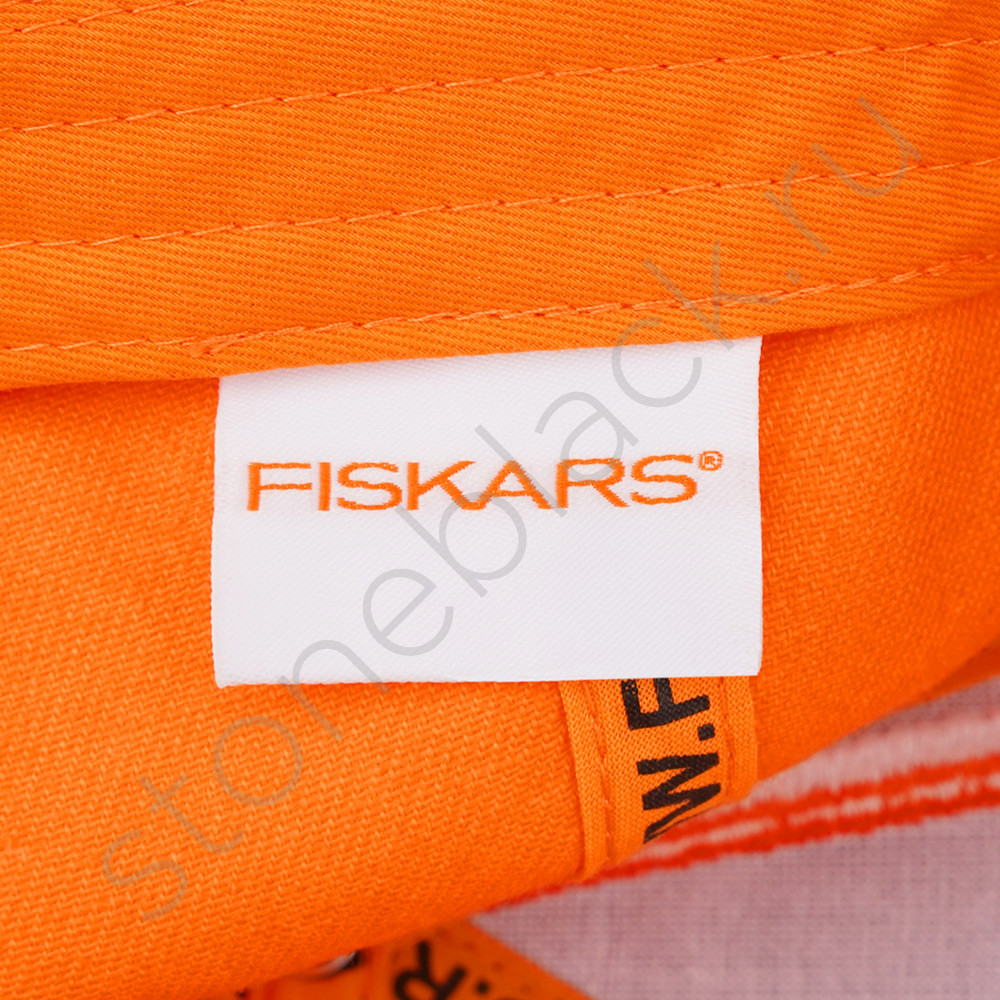 FISKARS®
W.F
R.
stoneblack.ru